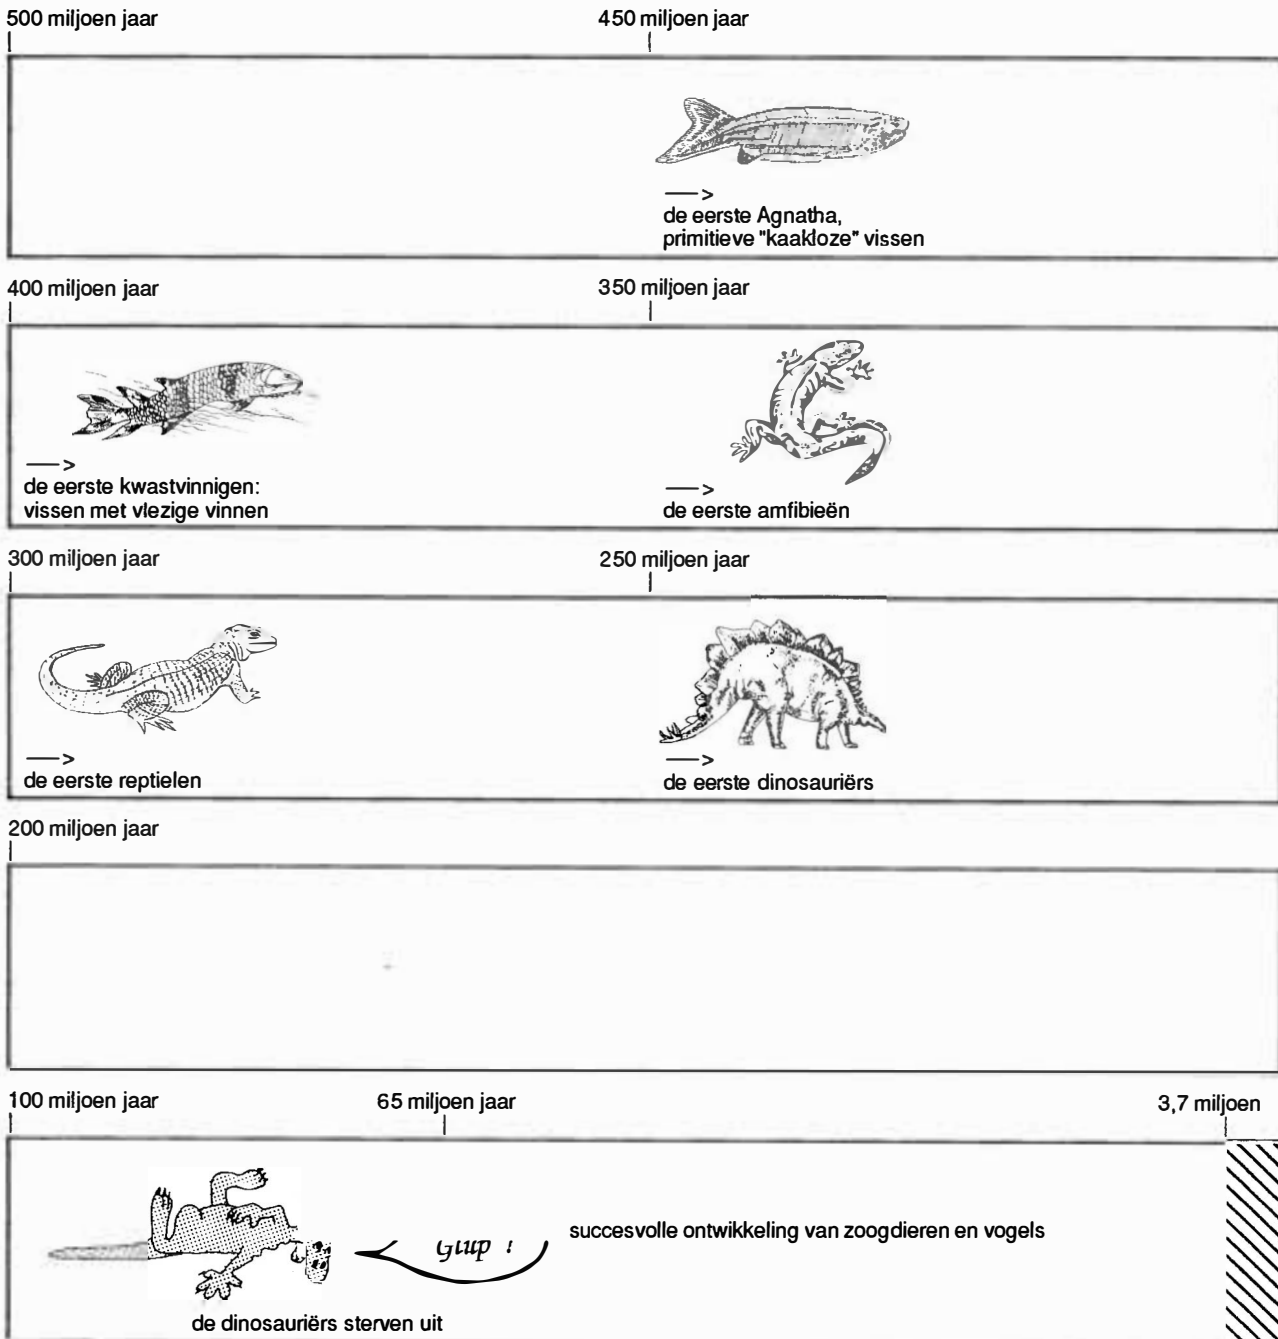 500 miljoen jaar 450 miljoen jaar
de eerste Agnatha,
primitieve "kaakloze" vissen
400 miljoen jaar 350 miljoen jaar
de eerste kwastvinnigen:
vissen met vlezige vinnen
de eerste amfibieën
300 miljoen jaar 250 miljoen jaar
de eerste reptielen
de eerste dinosauriërs
200 miljoen jaar
100 miljoen jaar 65 miljoen jaar 3,7 miljoen
succesvolle ontwikkeling van zoogdieren en vogels
de dinosauriërs sterven uit